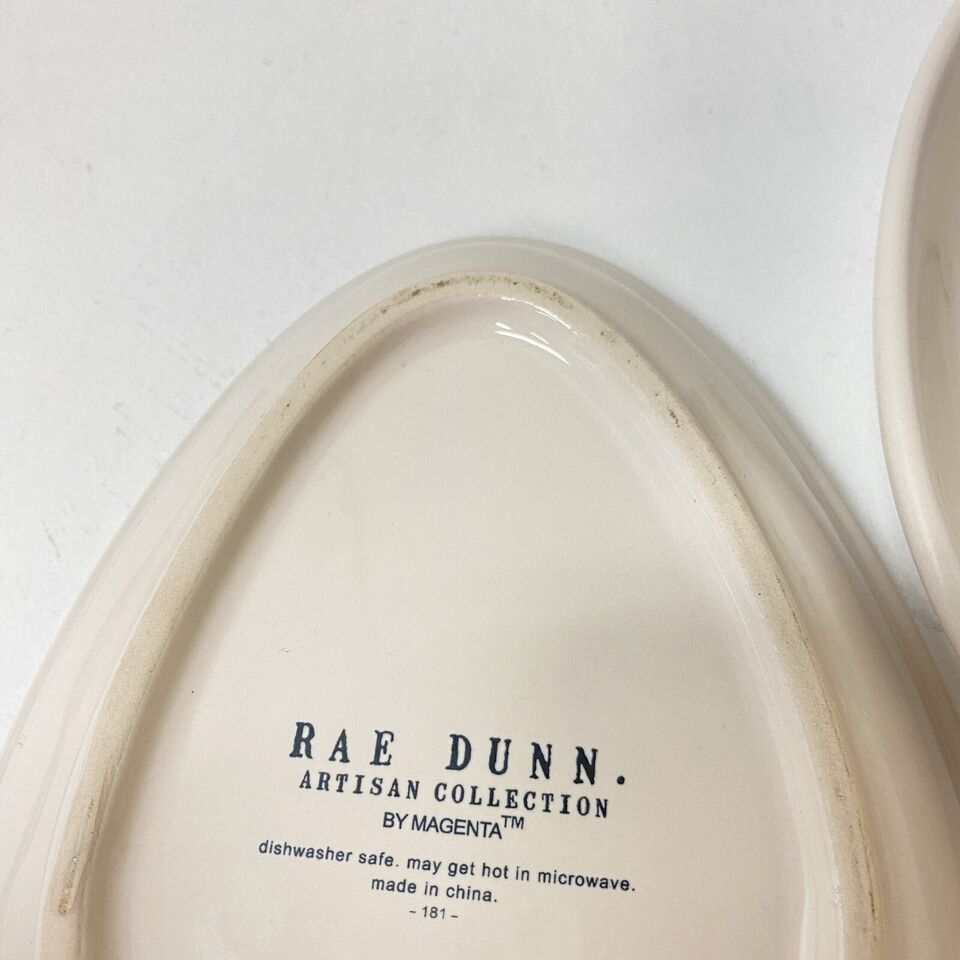 RAE DUNN.
ARTISAN COLLECTION
BY MAGENTA™
dishwasher safe. may get hot in microwave.
made in china.
- 181 -